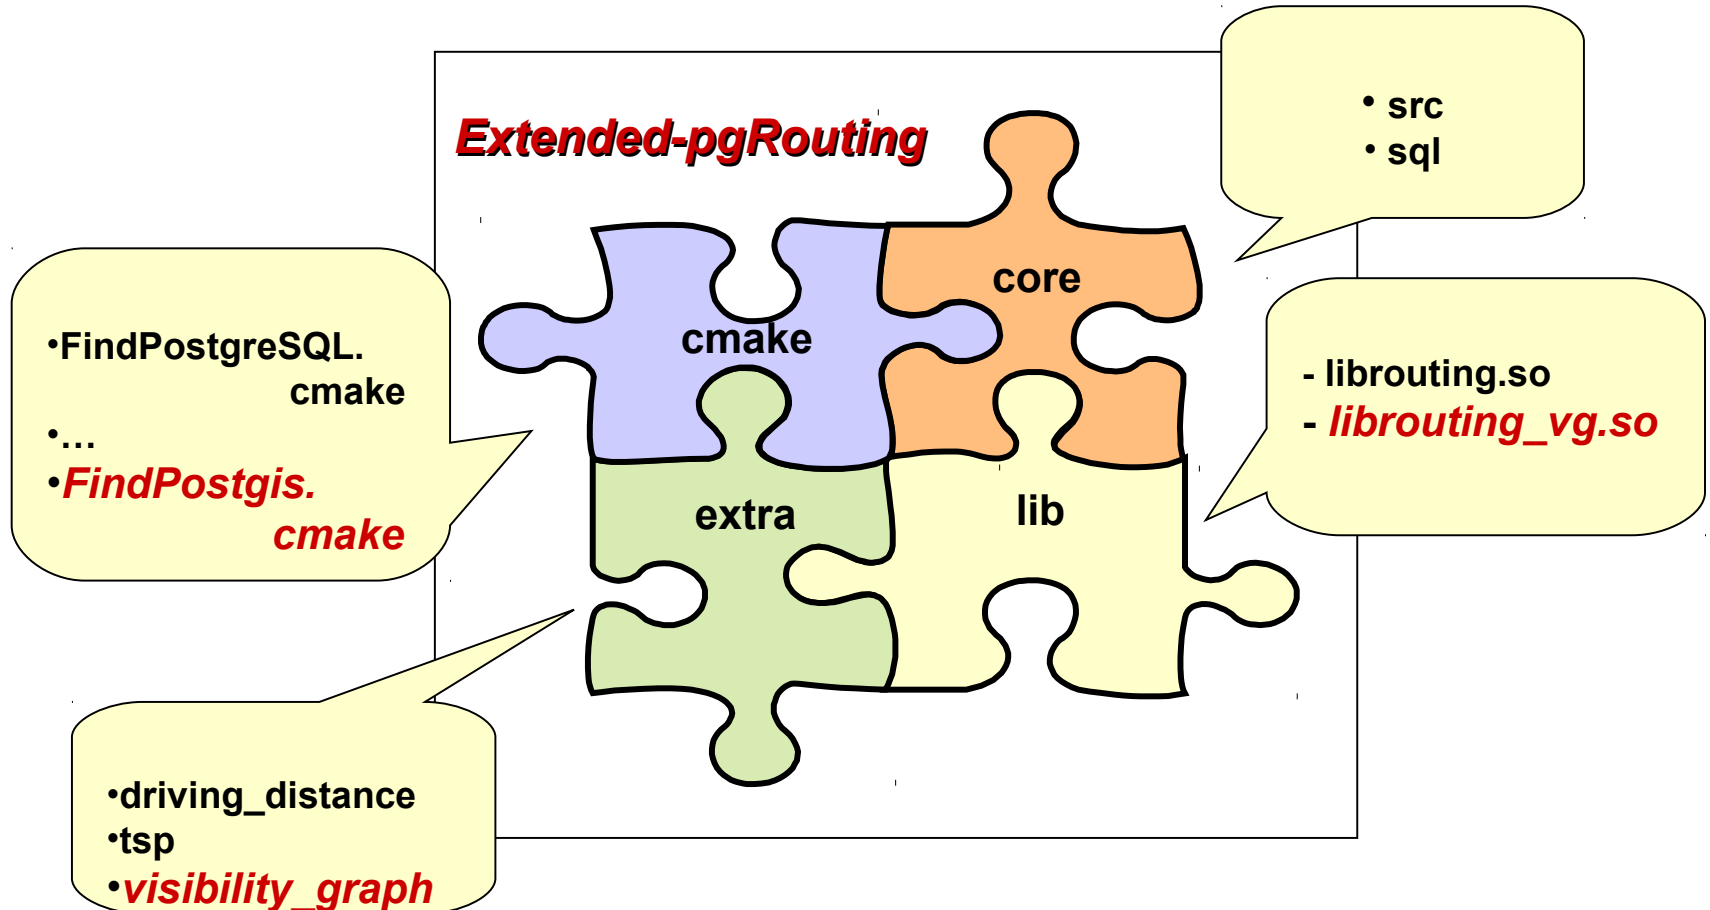 Extended-pgRouting
• src
• sql
core
cmake
•FindPostgreSQL.
cmake
•...
•FindPostgis.
cmake
- librouting.so
- librouting_vg.so
extra
lib
•driving_distance
•tsp
•visibility_graph